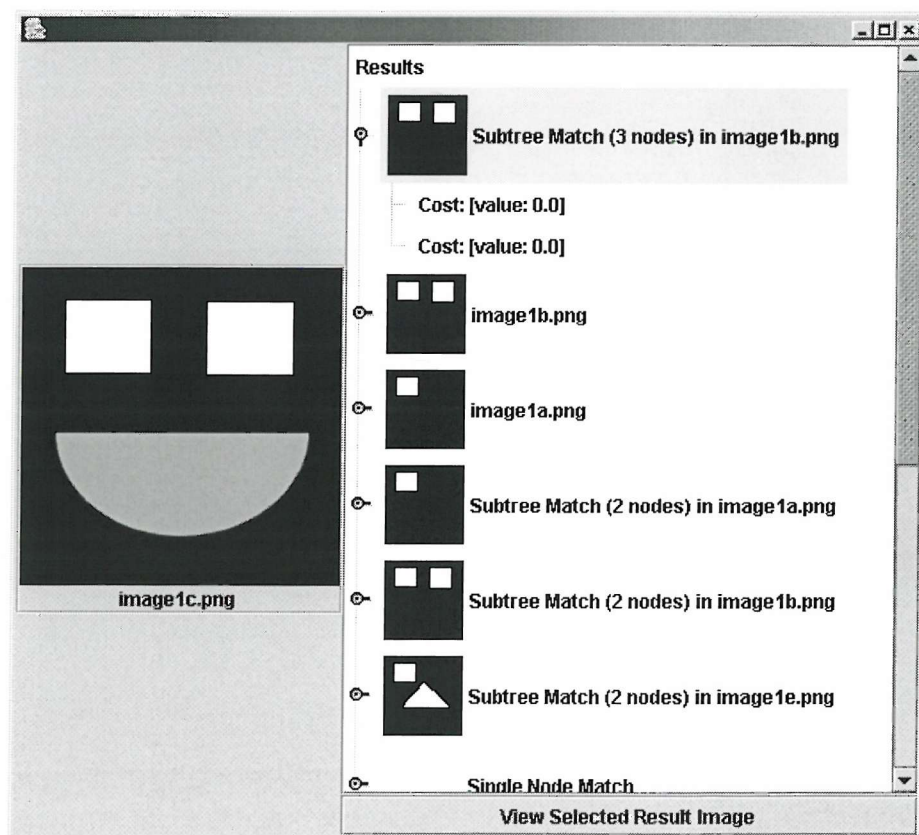 Results
Subtree Match (3 nodes) in image1b.png
Cost: [value: 0.0]
Cost: [value: 0.0]
image1b.png
image1a.png
Subtree Match (2 nodes) in image1a.png
image1c.png
Subtree Match (2 nodes) in image1b.png
Subtree Match (2 nodes) in image1e.png
Single Node Match
View Selected Result Image